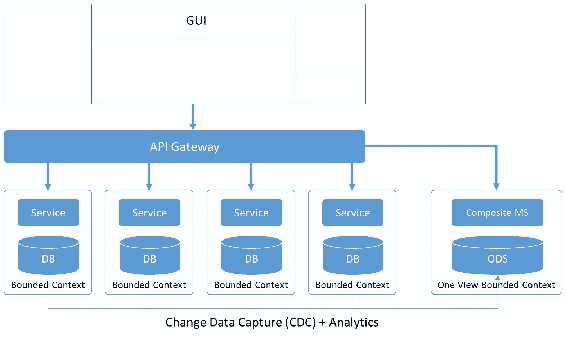 GUI
API Gateway
Service
Service
Service
Service
Composite MS
DB
DB
DB
DB
ODS
Bounded Context
Bounded Context
Bounded Context
Bounded Context
One View Bounded Context
Change Data Capture (CDC) + Analytics